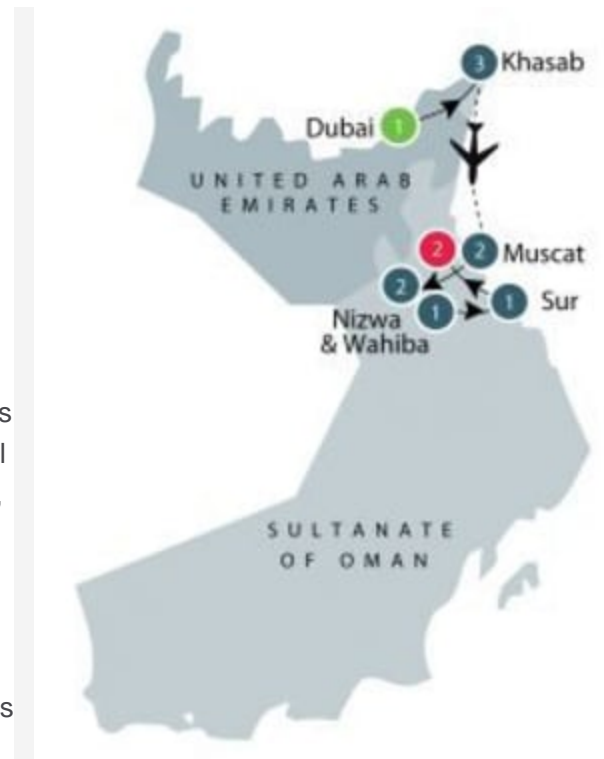 3 Khasab
Dubai 1
UNITED ARAB
EMIRATES
2 2 Muscat
2
1 Sur
Nizwa 1
& Wahiba
s
l
SULTANATE
OF OMAN
s